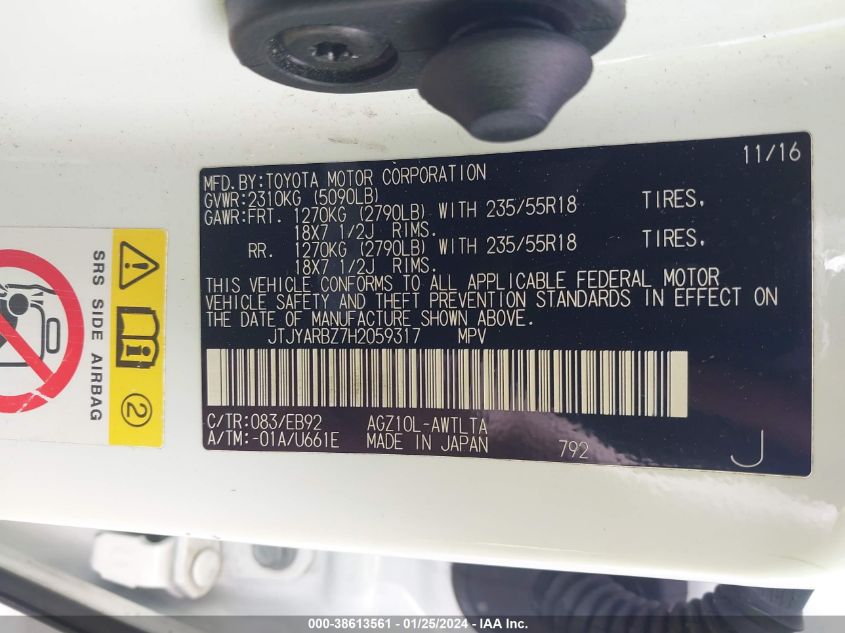 11/16
MFD.BY:TOYOTA MOTOR CORPORATION
GVWR:2310KG (5090LB)
GAWR:FRT. 1270KG (2790LB) WITH 235/55R18 TIRES.
18X7 1/2J RIMS.
RR. 1270KG (2790LB) WITH 235/55R18 TIRES.
18X7 1/2J RIMS.
THIS VEHICLE CONFORMS TO ALL APPLICABLE FEDERAL MOTOR
VEHICLE SAFETY AND THEFT PREVENTION STANDARDS IN EFFECT ON
THE DATE OF MANUFACTURE SHOWN ABOVE.
JTJYARBZ7H2059317 MPV
C/TR:083/EB92 AGZ10L-AWTLTA
A/TM:-01A/U661E MADE IN JAPAN 792 J
SRS SIDE AIRBAG
2
000-38613561 - 01/25/2024 - IAA Inc.